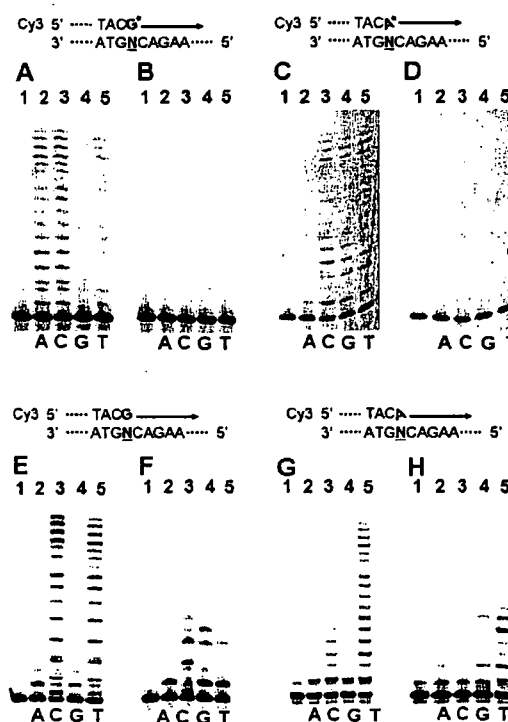 Cy3 5' ····· TACG*
3' ····· ATGNCAGAA ····· 5'
Cy3 5' ····· TACA*
3' ····· ATGNCAGAA ····· 5'
A B C D
1 2 3 4 5 1 2 3 4 5 1 2 3 4 5 1 2 3 4 5
A C G T A C G T A C G T A C G T
Cy3 5' ····· TACG
3' ····· ATGNCAGAA ····· 5'
Cy3 5' ····· TACA
3' ····· ATGNCAGAA ····· 5'
E F G H
1 2 3 4 5 1 2 3 4 5 1 2 3 4 5 1 2 3 4 5
A C G T A C G T A C G T A C G T